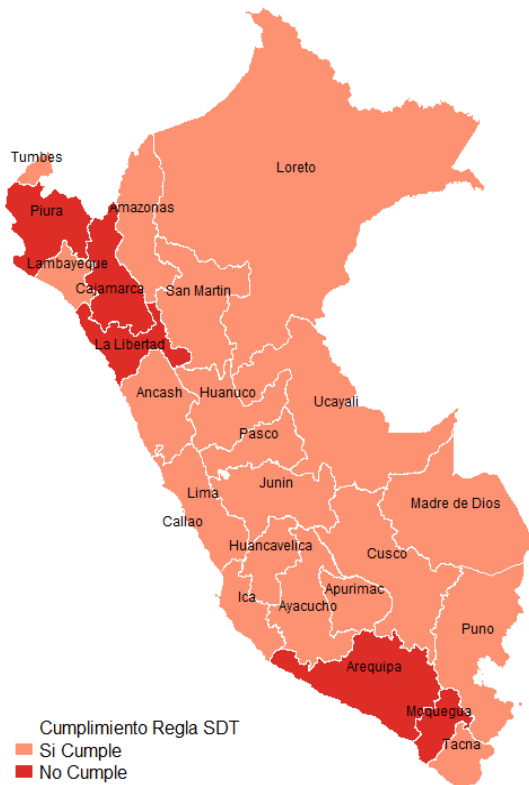 Loreto
Tumbes
Amazonas
Piura
Lambayeque
Cajamarca
San Martin
La Libertad
Ancash
Huanuco
Ucayali
Pasco
Junin
Lima
Madre de Dios
Callao
Huancavelica
Cusco
Apurimac
Ica
Ayacucho
Puno
Arequipa
Moquegua
Tacna
Cumplimiento Regla SDT
Si Cumple
No Cumple